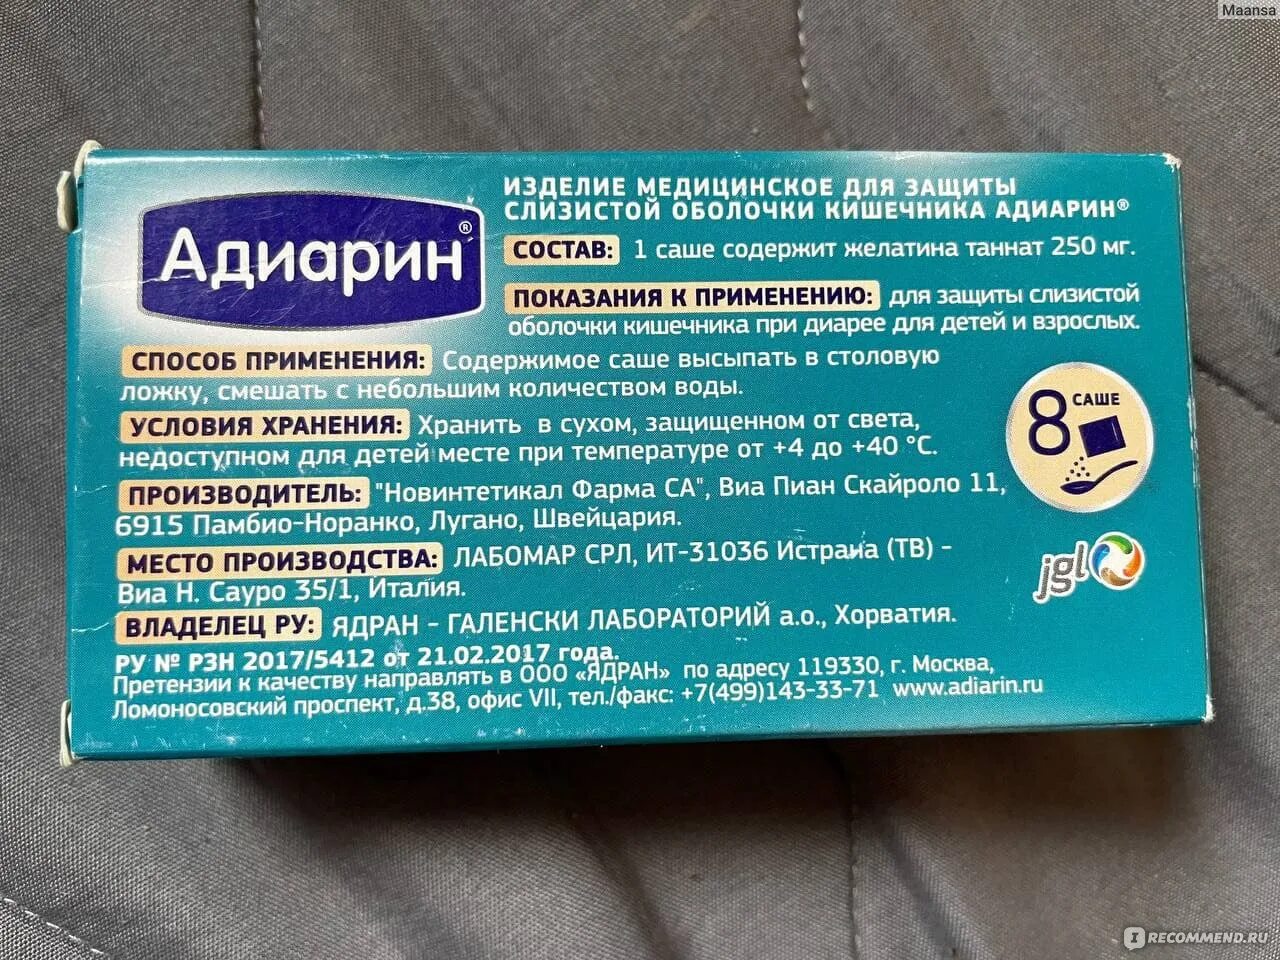 Maansa
Адиарин®
ИЗДЕЛИЕ МЕДИЦИНСКОЕ ДЛЯ ЗАЩИТЫ
СЛИЗИСТОЙ ОБОЛОЧКИ КИШЕЧНИКА АДИАРИН®
СОСТАВ: 1 саше содержит желатина таннат 250 мг.
ПОКАЗАНИЯ К ПРИМЕНЕНИЮ: для защиты слизистой
оболочки кишечника при диарее для детей и взрослых.
СПОСОБ ПРИМЕНЕНИЯ: Содержимое саше высыпать в столовую
ложку, смешать с небольшим количеством воды.
УСЛОВИЯ ХРАНЕНИЯ: Хранить в сухом, защищенном от света,
недоступном для детей месте при температуре от +4 до +40 °C.
8 САШЕ
ПРОИЗВОДИТЕЛЬ: "Новинтетикал Фарма СА", Виа Пиан Скайроло 11,
6915 Памбио-Норанко, Лугано, Швейцария.
МЕСТО ПРОИЗВОДСТВА: ЛАБОМАР СРЛ, ИТ-31036 Истрана (ТВ) -
Виа Н. Сауро 35/1, Италия.
jgl
ВЛАДЕЛЕЦ РУ: ЯДРАН - ГАЛЕНСКИ ЛАБОРАТОРИЙ а.о., Хорватия.
РУ № РЗН 2017/5412 от 21.02.2017 года.
Претензии к качеству направлять в ООО «ЯДРАН» по адресу 119330, г. Москва,
Ломоносовский проспект, д.38, офис VII, тел./факс: +7(499)143-33-71 www.adiarin.ru
I RECOMMEND.RU